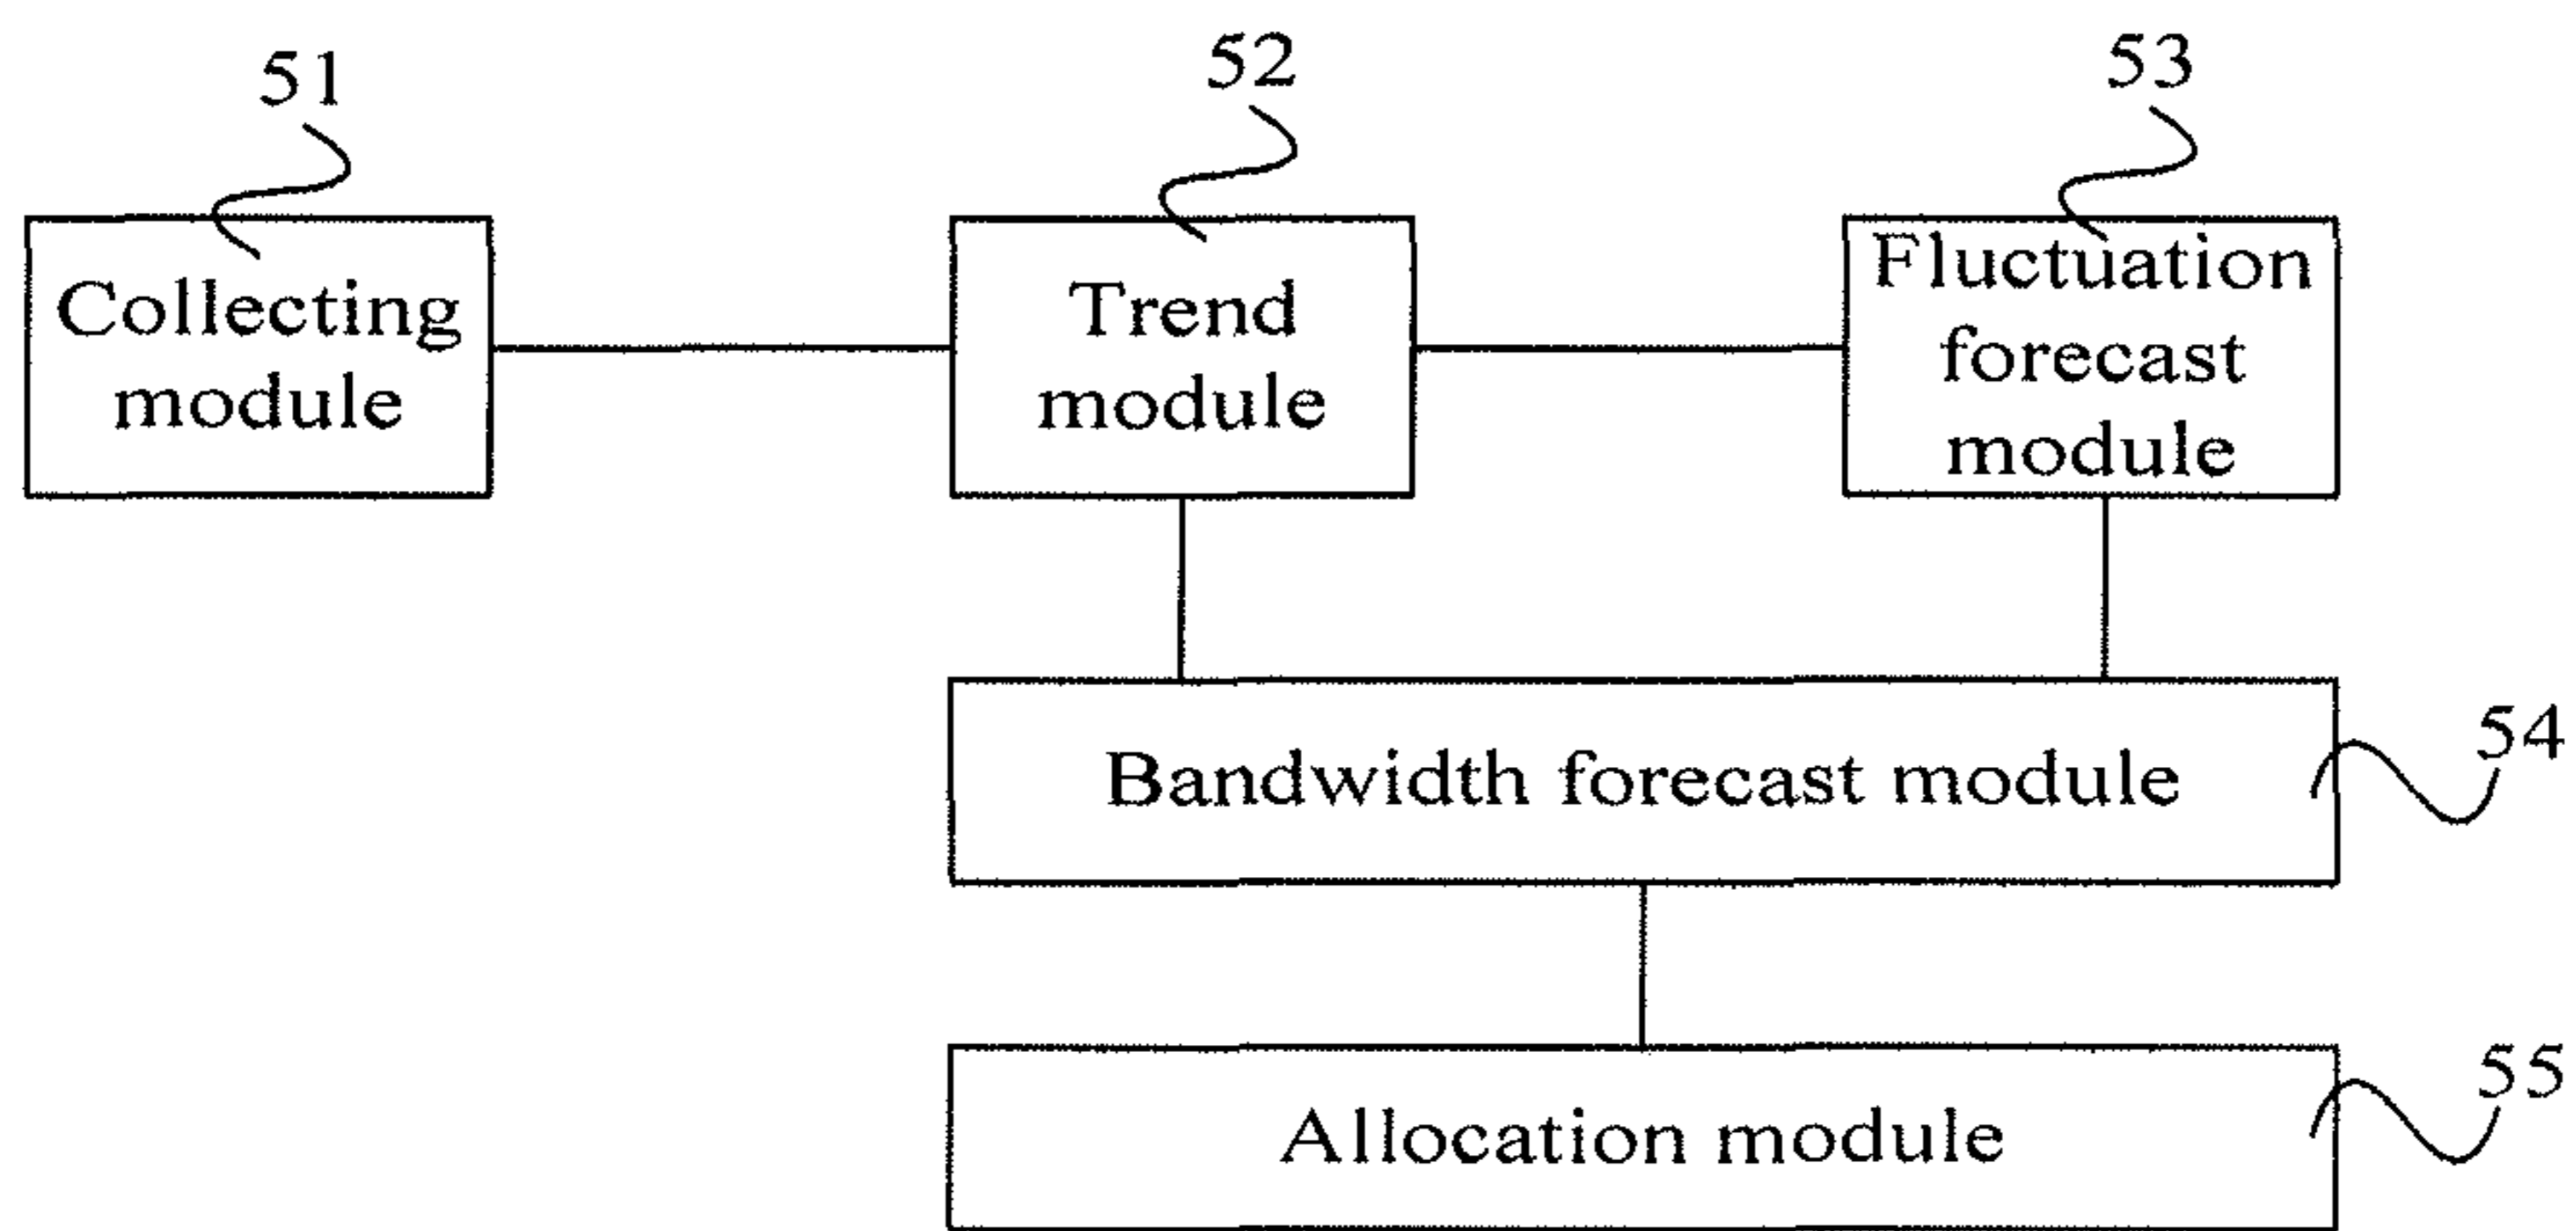 51
52
53
Collecting
module
Trend
module
Fluctuation
forecast
module
Bandwidth forecast module
54
Allocation module
55